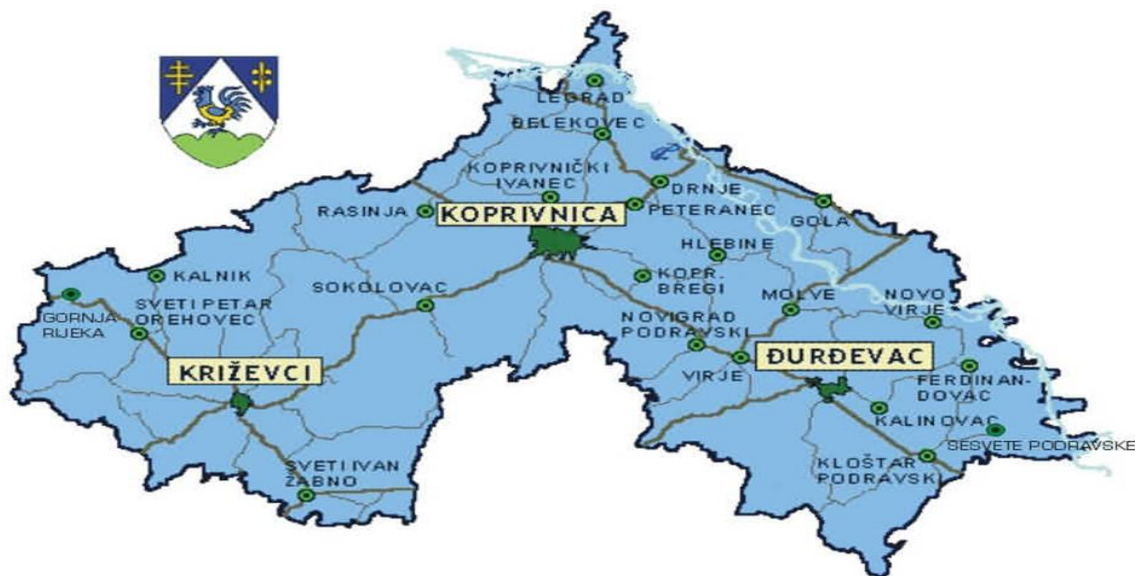 LEGRAD
ĐELEKOVEC
KOPRIVNIČKI
IVANEC
DRNJE
RASINJA
KOPRIVNICA
PETERANEC
GOLA
HLEBINE
KALNIK
KOPR.
BREGI
SOKOLOVAC
MOLVE
NOVO
VIRJE
SVETI PETAR
OREHOVEC
GORNJA
RIJEKA
NOVIGRAD
PODRAVSKI
ĐURĐEVAC
KRIŽEVCI
VIRJE
FERDINAN-
DOVAC
KALINOVAC
SESVETE PODRAVSKE
KLOŠTAR
PODRAVSKI
SVETI IVAN
ŽABNO